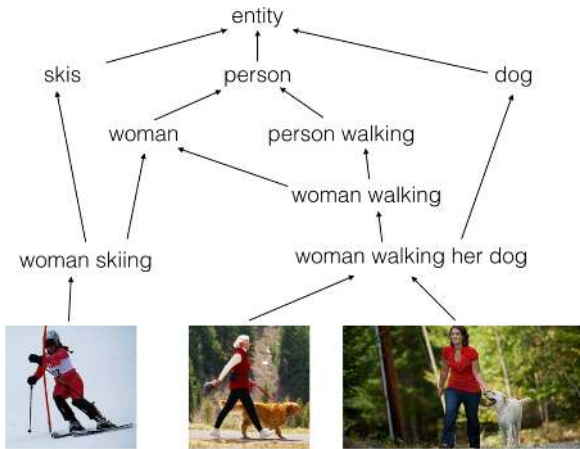 entity
skis
person
dog
woman
person walking
woman walking
woman skiing
woman walking her dog